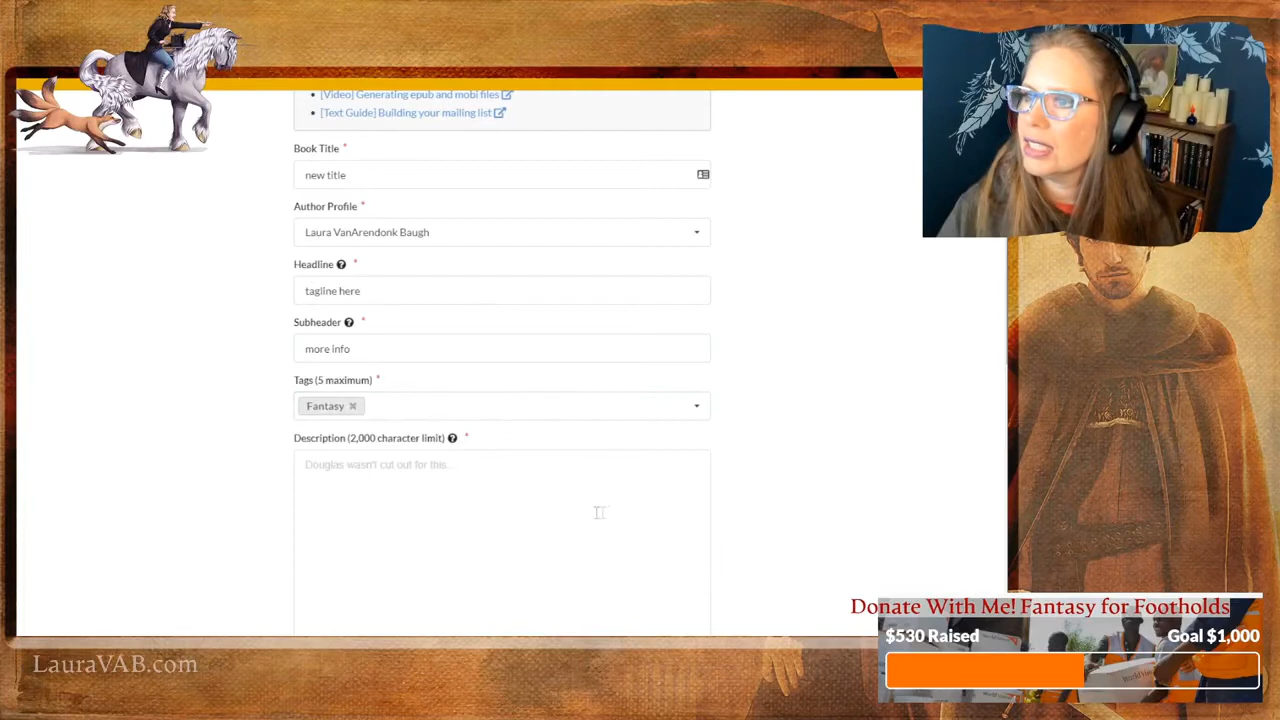 [Video] Generating epub and mobi files
[Text Guide] Building your mailing list
Book Title *
new title
Author Profile *
Laura VanArendonk Baugh
Headline *
tagline here
Subheader *
more info
Tags (5 maximum) *
Fantasy
Description (2,000 character limit) *
Douglas wasn't cut out for this...
Donate With Me! Fantasy for Footholds
$530 Raised
Goal $1,000
LauraVAB.com